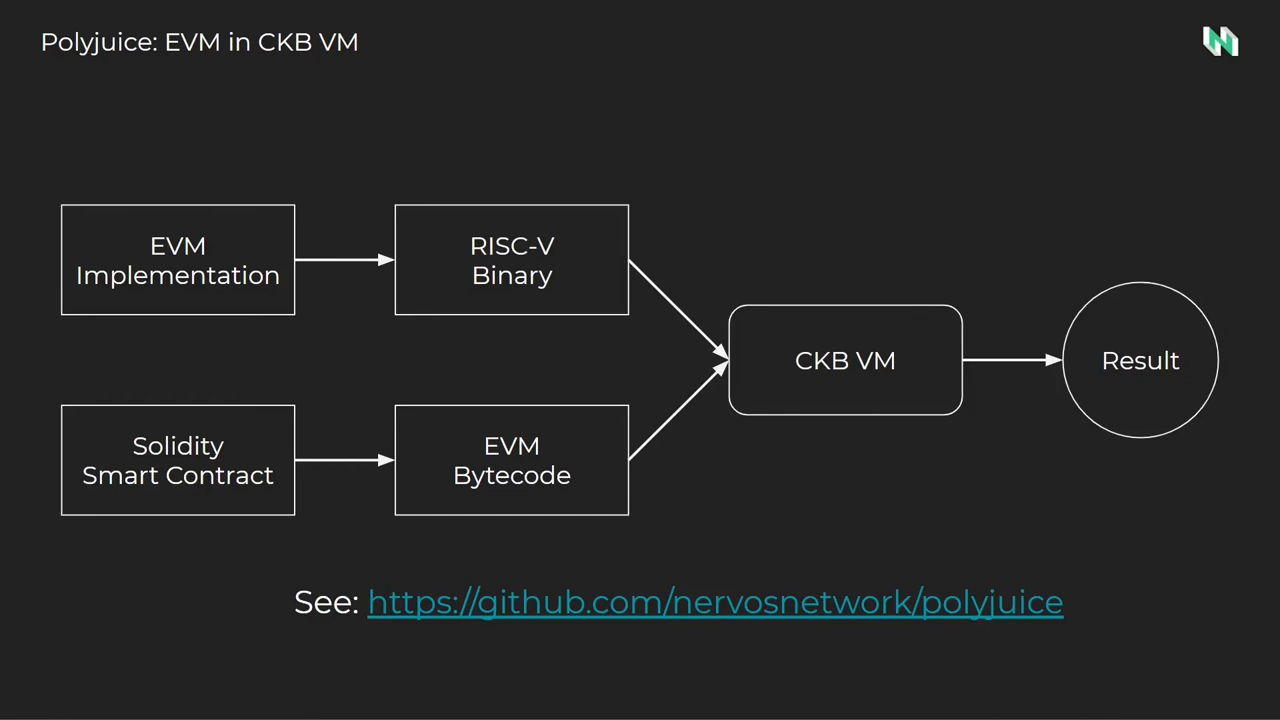 Polyjuice: EVM in CKB VM
EVM
Implementation
RISC-V
Binary
Solidity
Smart Contract
EVM
Bytecode
CKB VM
Result
See: https://github.com/nervosnetwork/polyjuice